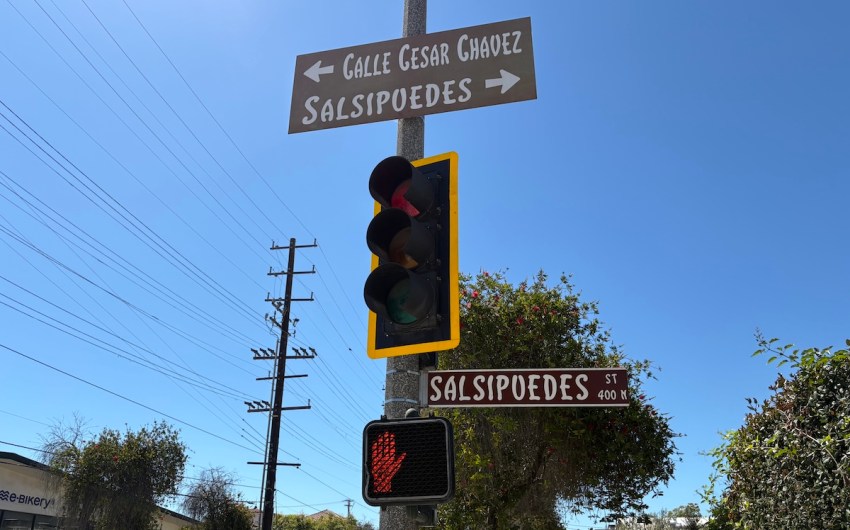 ← CALLE CESAR CHAVEZ
SALSIPUEDES →
SALSIPUEDES ST
400 N
e-BIKERY